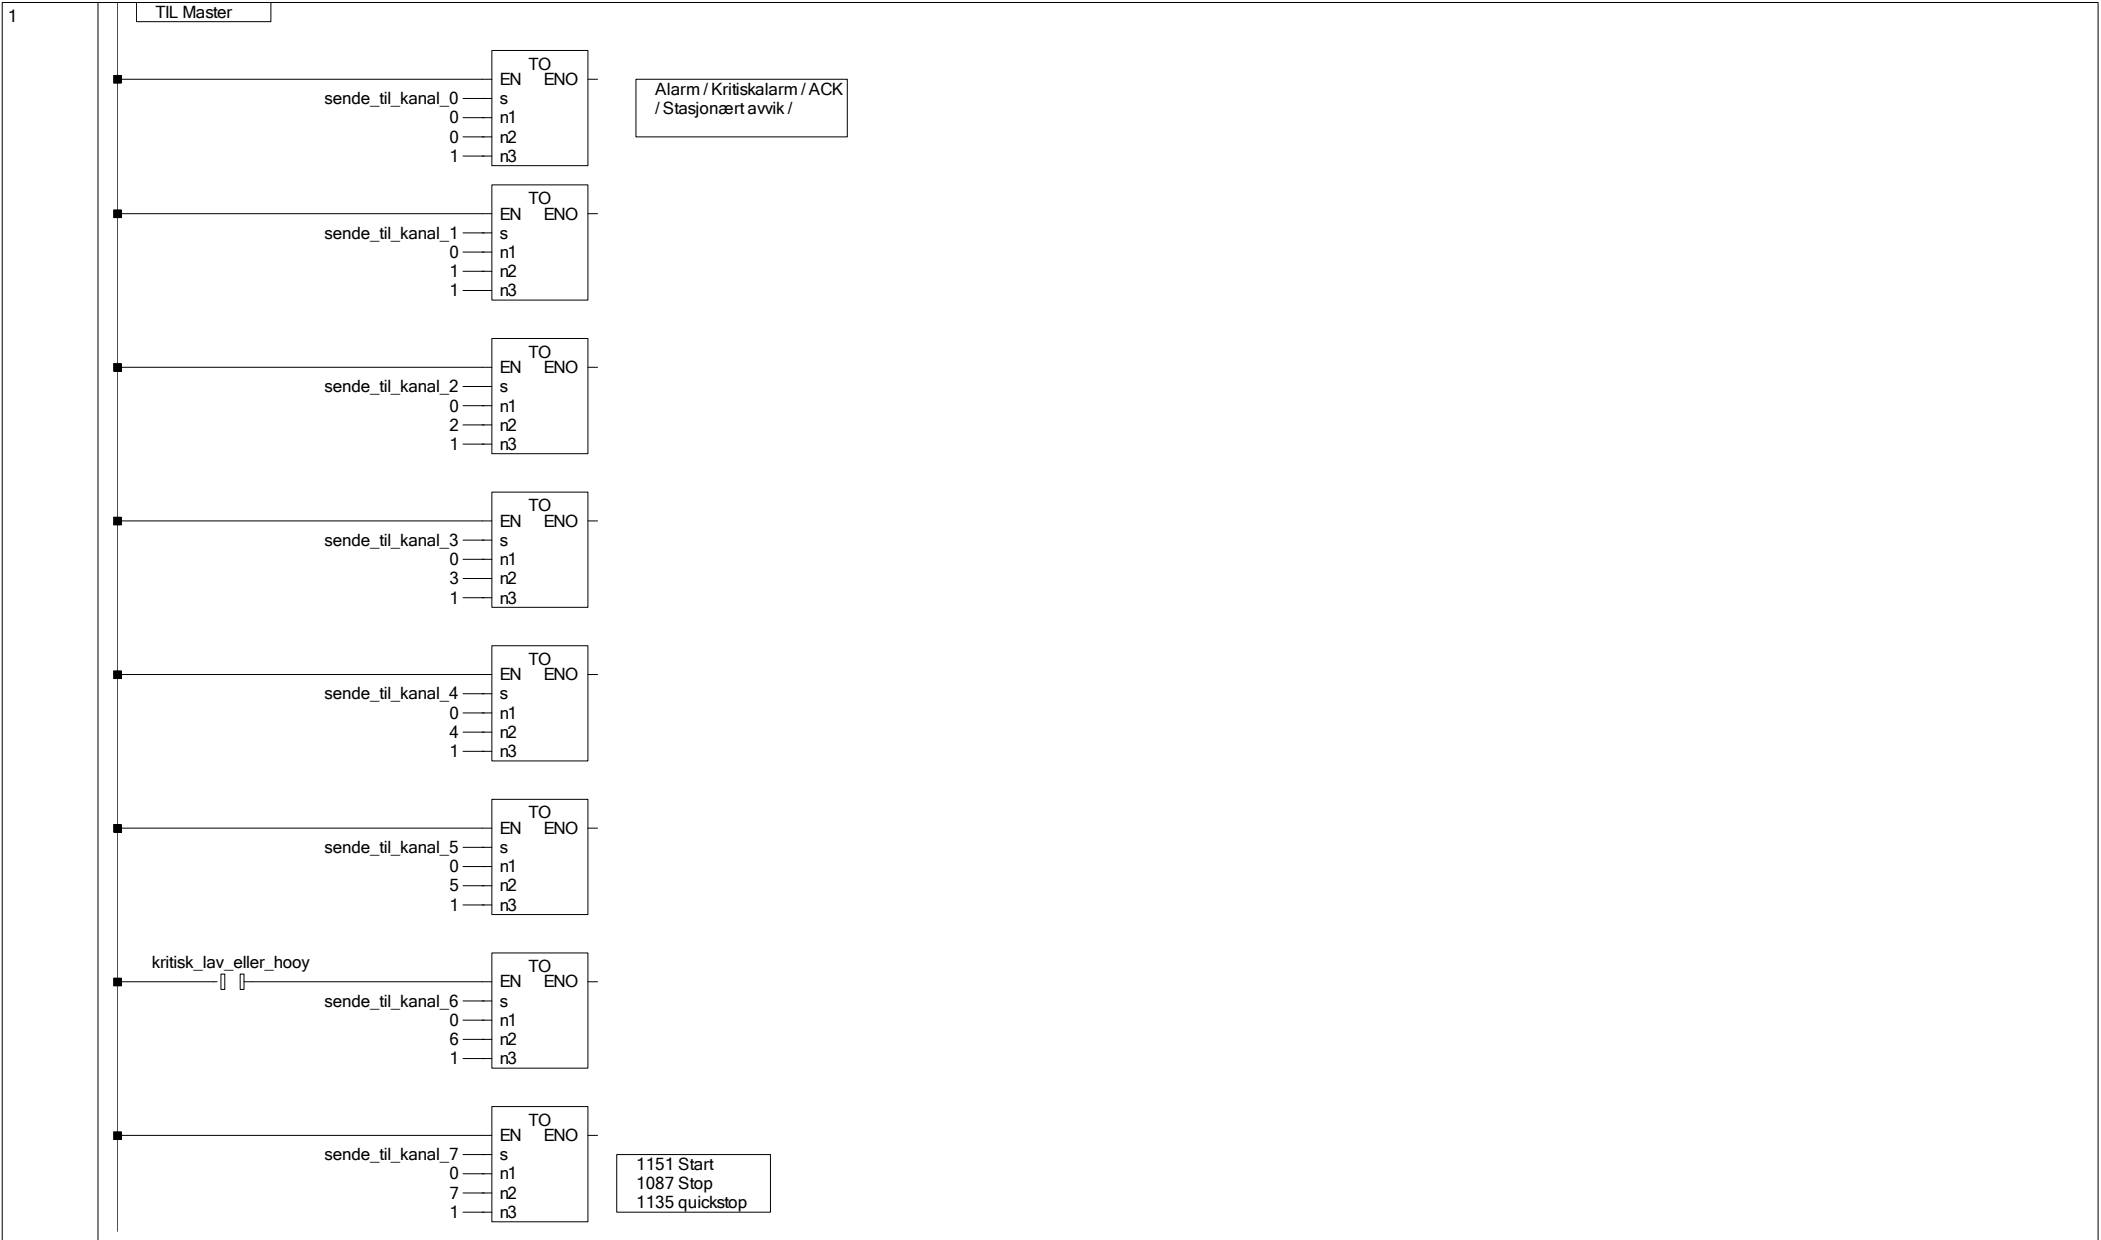 1
TIL Master
TO
EN ENO
sende_til_kanal_0 s
0 n1
0 n2
1 n3
Alarm / Kritiskalarm / ACK
/ Stasjonært avvik /
TO
EN ENO
sende_til_kanal_1 s
0 n1
1 n2
1 n3
TO
EN ENO
sende_til_kanal_2 s
0 n1
2 n2
1 n3
TO
EN ENO
sende_til_kanal_3 s
0 n1
3 n2
1 n3
TO
EN ENO
sende_til_kanal_4 s
0 n1
4 n2
1 n3
TO
EN ENO
sende_til_kanal_5 s
0 n1
5 n2
1 n3
kritisk_lav_eller_hooy
TO
EN ENO
sende_til_kanal_6 s
0 n1
6 n2
1 n3
TO
EN ENO
sende_til_kanal_7 s
0 n1
7 n2
1 n3
1151 Start
1087 Stop
1135 quickstop